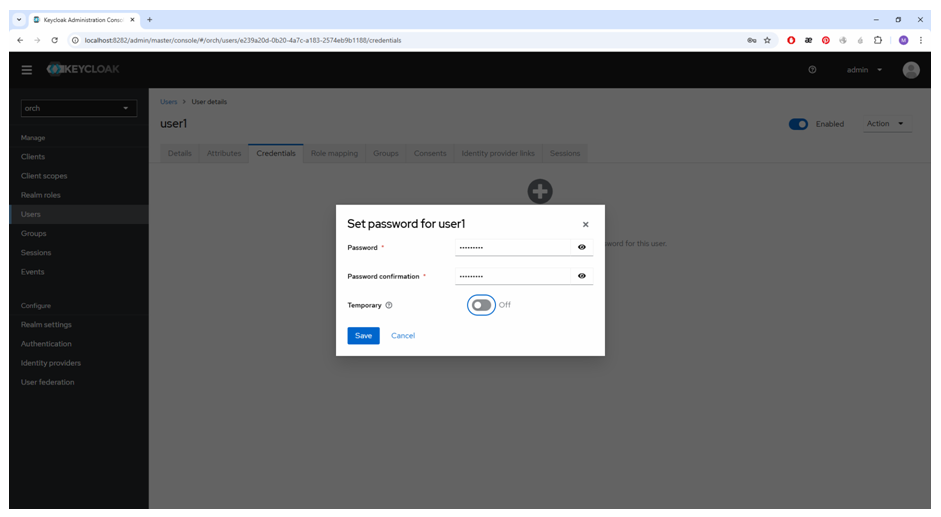 Keycloak Administration Conso
localhost:8282/admin/master/console/#/orch/users/e239a20d-0b20-4a7c-a183-2574eb9b1188/credentials
KEYCLOAK
admin
orch
Users > User details
user1
Enabled
Action
Manage
Details Attributes Credentials Role mapping Groups Consents Identity provider links Sessions
Clients
Client scopes
Realm roles
Users
Groups
Sessions
Events
Configure
Realm settings
Authentication
Identity providers
User federation
Set password for user1
Password *
for this user.
Password confirmation *
Temporary
Off
Save Cancel